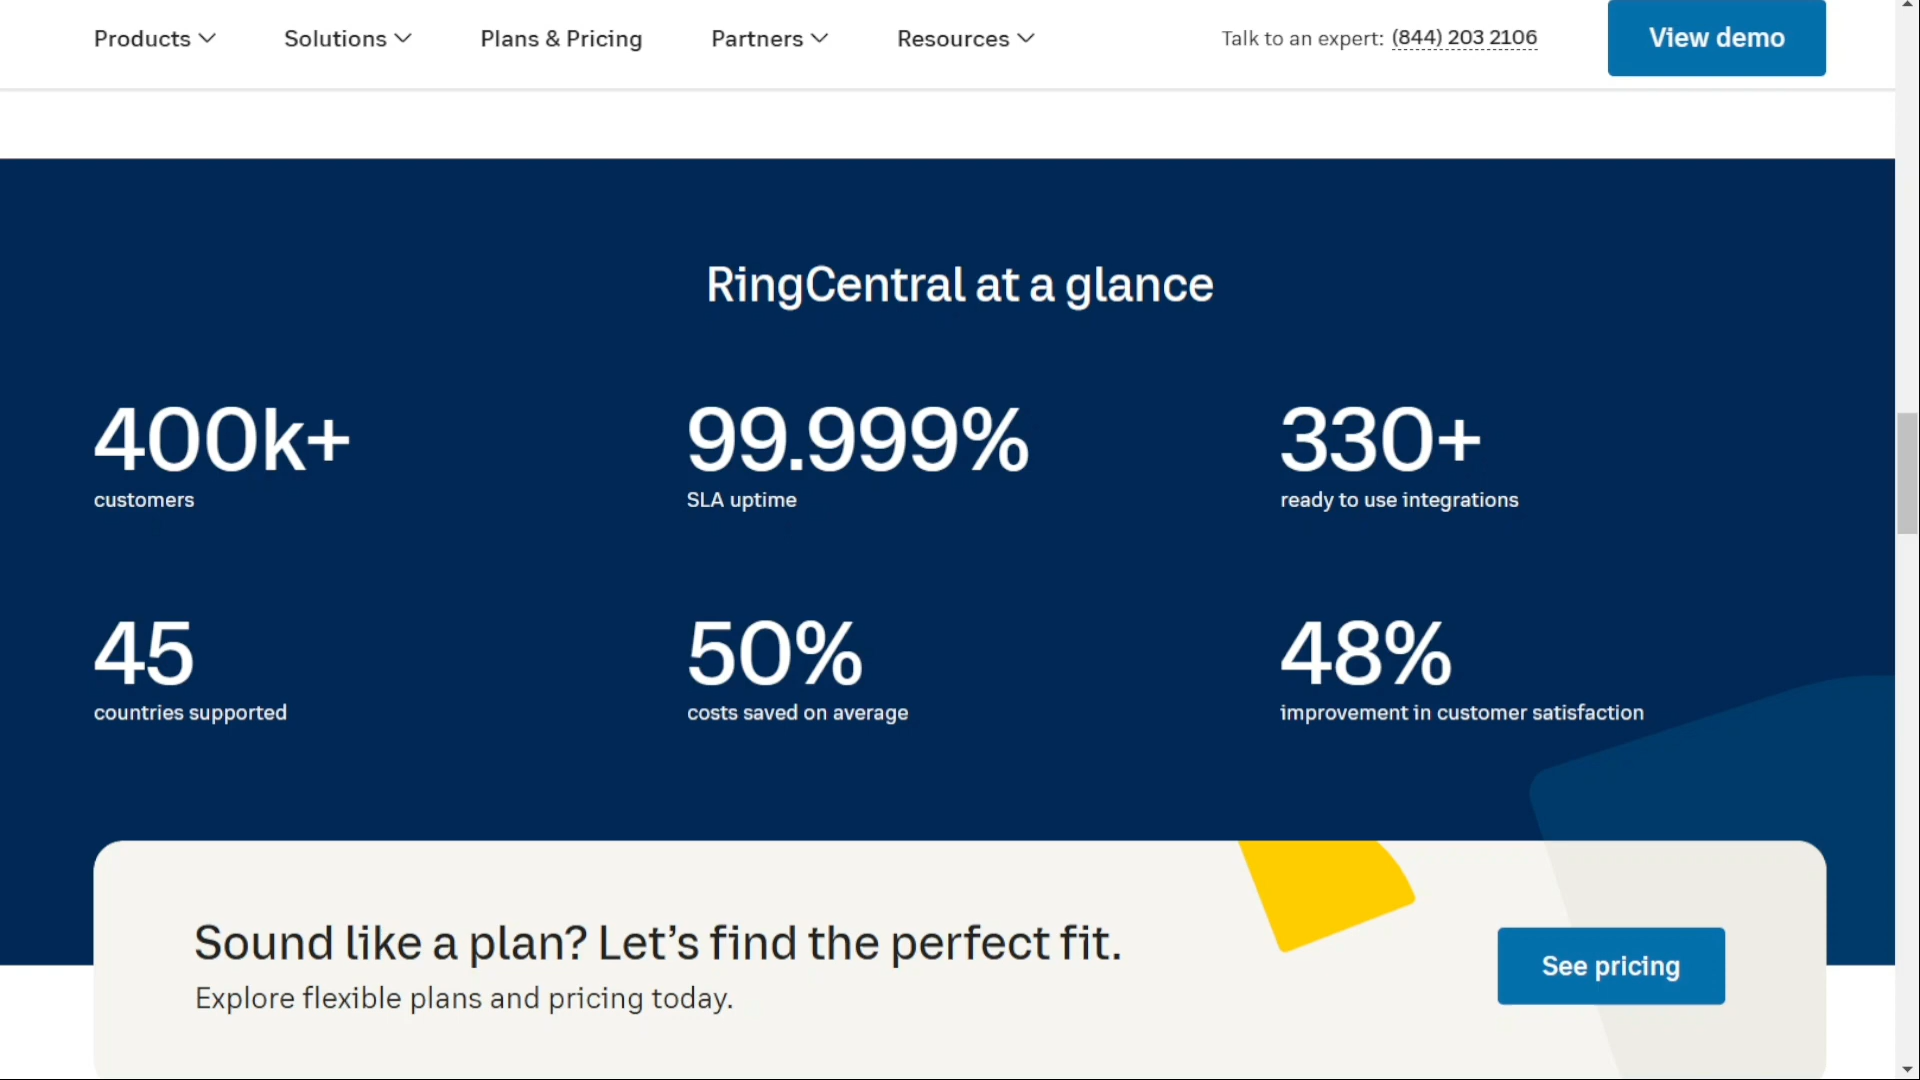 Products
Solutions
Plans & Pricing
Partners
Resources
Talk to an expert: (844) 203 2106
View demo
RingCentral at a glance
400k+
customers
99.999%
SLA uptime
330+
ready to use integrations
45
countries supported
50%
costs saved on average
48%
improvement in customer satisfaction
Sound like a plan? Let’s find the perfect fit.
Explore flexible plans and pricing today.
See pricing